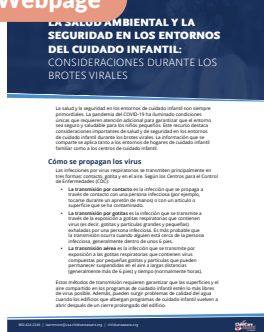 Webpage
LA SALUD AMBIENTAL Y LA
SEGURIDAD EN LOS ENTORNOS
DEL CUIDADO INFANTIL:
CONSIDERACIONES DURANTE LOS
BROTES VIRALES
La salud y la seguridad en los entornos de cuidado infantil son siempre
primordiales. La pandemia del COVID-19 ha iluminado condiciones
únicas que requieren atención adicional para garantizar que el entorno
sea seguro y saludable para los niños pequeños. Este recurso destaca
consideraciones importantes de salud y de seguridad en los entornos
de cuidado infantil durante los brotes virales. La información que se
comparte se aplica tanto a los entornos de hogares de cuidado infantil
familiar como a los centros de cuidado infantil.
Cómo se propagan los virus
Las infecciones por virus respiratorios se transmiten principalmente en
tres formas: contacto, gotita y en el aire. Según los Centros para el Control
de Enfermedades (CDC):
• La transmisión por contacto es la infección que se propaga a
través de contacto con una persona infecciosa (por ejemplo,
tocarse durante un apretón de manos) o con un artículo o
superficie que se ha contaminado.
• La transmisión por gotitas es la infección que se transmite a
través de la exposición a gotitas respiratorias que contienen
virus (es decir, gotitas y partículas grandes y pequeñas)
exhaladas por una persona infecciosa. Es más probable que
la transmisión ocurra cuando alguien está cerca de la persona
infecciosa, generalmente dentro de unos 6 pies.
• La transmisión aérea es la infección que se transmite por
exposición a las gotitas respiratorias que contienen virus
compuestos por pequeñas gotitas y partículas que pueden
permanecer suspendidas en el aire a largas distancias
(generalmente más de 6 pies) y tiempo (normalmente horas).
Estos métodos de transmisión requieren garantizar que las superficies y el
aire compartido en los programas de cuidado infantil estén lo más libres
de virus posible. Además, pueden surgir problemas de calidad del agua
cuando los edificios que albergan programas de cuidado infantil vuelven a
abrir después de un cierre prolongado del edificio.